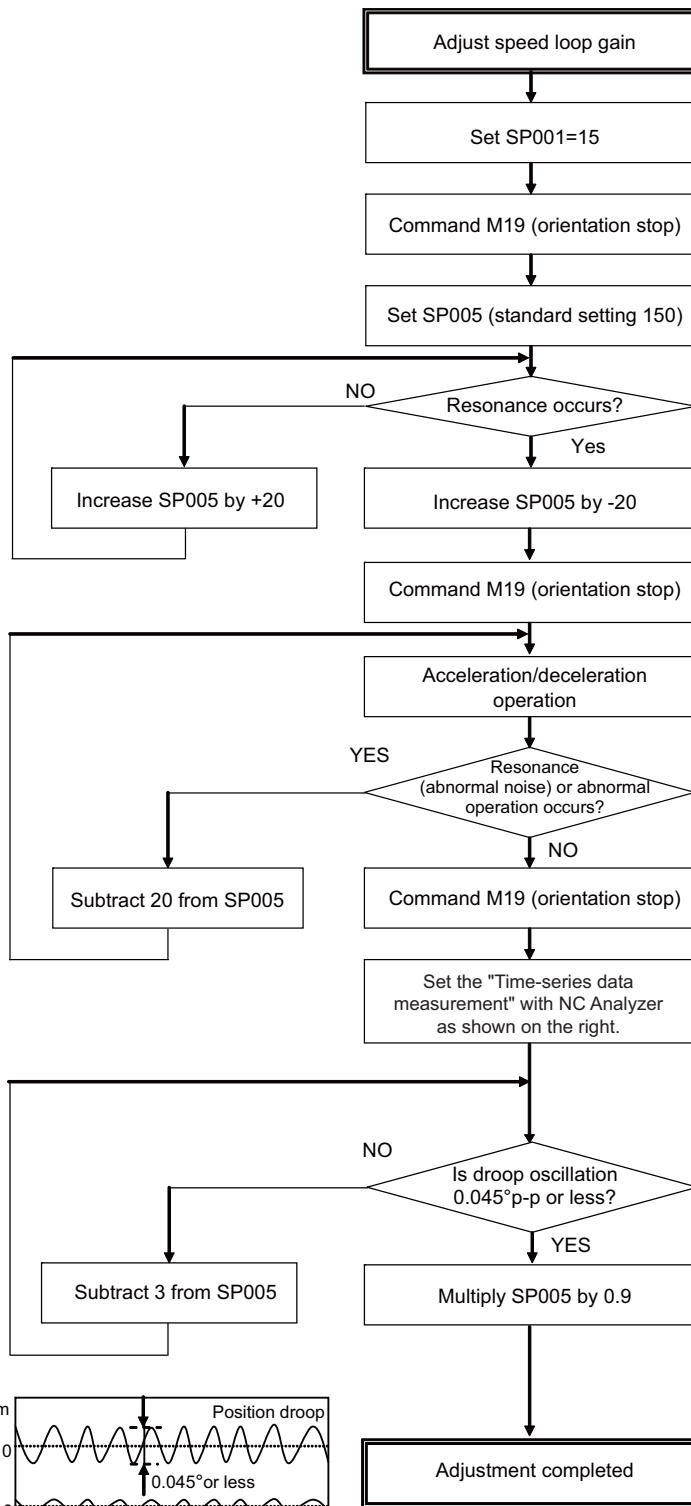 Adjust speed loop gain
Set SP001=15
Command M19 (orientation stop)
Set SP005 (standard setting 150)
NO
Resonance occurs?
Yes
Increase SP005 by +20
Increase SP005 by -20
Command M19 (orientation stop)
Acceleration/deceleration
operation
YES
Resonance
(abnormal noise) or abnormal
operation occurs?
NO
Subtract 20 from SP005
Command M19 (orientation stop)
Set the "Time-series data
measurement" with NC Analyzer
as shown on the right.
NO
Is droop oscillation
0.045°p-p or less?
YES
Subtract 3 from SP005
Multiply SP005 by 0.9
Position droop
0
0.045°or less
Adjustment completed